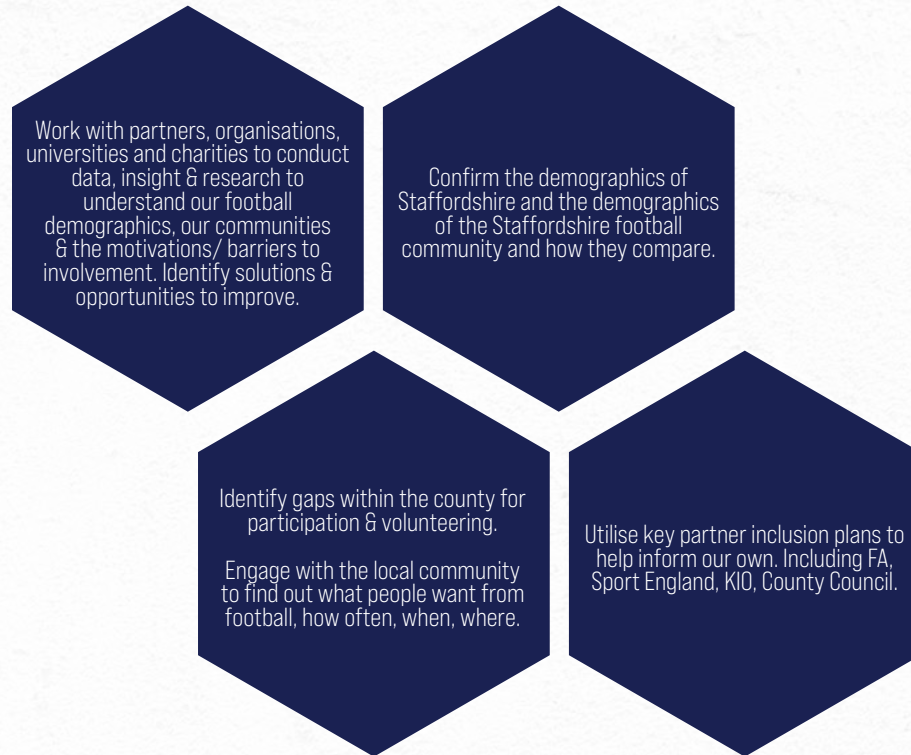 Work with partners, organisations,
universities and charities to conduct
data, insight & research to
understand our football
demographics, our communities
& the motivations/ barriers to
involvement. Identify solutions &
opportunities to improve.
Confirm the demographics of
Staffordshire and the demographics
of the Staffordshire football
community and how they compare.
Identify gaps within the county for
participation & volunteering.
Engage with the local community
to find out what people want from
football, how often, when, where.
Utilise key partner inclusion plans to
help inform our own. Including FA,
Sport England, KIO, County Council.